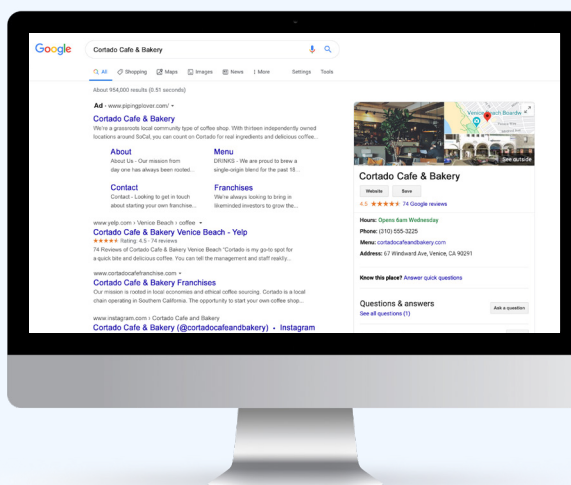 Google
Cortado Cafe & Bakery
All Shopping Maps Images News More Settings Tools
About 954,000 results (0.51 seconds)
Ad · www.pipingplover.com/
Cortado Cafe & Bakery
We're a grassroots local community type of coffee shop. With thirteen independently owned
locations around SoCal, you can count on Cortado for real ingredients and delicious coffee...
About
About Us - Our mission from
day one has always been rooted...
Menu
DRINKS - We are proud to brew a
single-origin blend for the past 18...
Contact
Contact - Looking to get in touch
about starting your own franchise...
Franchises
We're always looking to bring in
likeminded investors to grow the...
www.yelp.com › Venice Beach › coffee
Cortado Cafe & Bakery Venice Beach - Yelp
★★★★★ Rating: 4.5 - 74 reviews
74 Reviews of Cortado Cafe & Bakery Venice Beach "Cortado is my go-to spot for
a quick bite and delicious coffee. You can tell the management and staff really...
www.cortadocafefranchise.com
Cortado Cafe & Bakery Franchises
Our mission is rooted in local economies and ethical coffee sourcing. Cortado is a local
chain operating in Southern California. The opportunity to start your own coffee shop...
www.instagram.com › Cortado Cafe and Bakery
Cortado Cafe & Bakery (@cortadocafeandbakery) • Instagram
Venice Beach Boardw
See outside
Cortado Cafe & Bakery
Website Save
4.5 ★★★★★ 74 Google reviews
Hours: Opens 6am Wednesday
Phone: (310) 555-3225
Menu: cortadocafeandbakery.com
Address: 67 Windward Ave, Venice, CA 90291
Know this place? Answer quick questions
Questions & answers
See all questions (1)
Ask a question